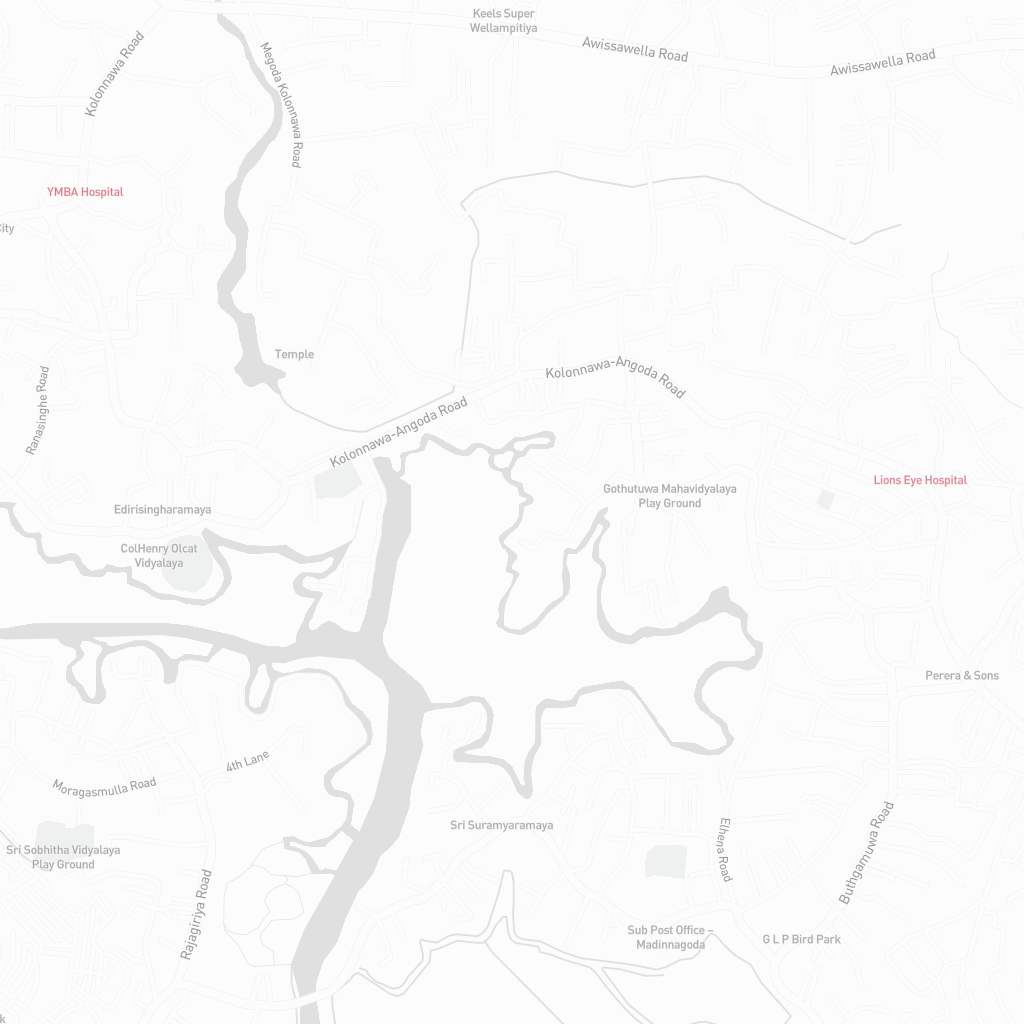 Keels Super
Wellampitiya
Awissawella Road
Awissawella Road
Kolonnawa Road
Megoda Kolonnawa Road
YMBA Hospital
City
Temple
Kolonnawa-Angoda Road
Ranasinghe Road
Kolonnawa-Angoda Road
Lions Eye Hospital
Gothutuwa Mahavidyalaya
Play Ground
Edirisingharamaya
ColHenry Olcat
Vidyalaya
Perera & Sons
4th Lane
Moragasmulla Road
Sri Suramyaramaya
Elhena Road
Buthgamuwa Road
Sri Sobhitha Vidyalaya
Play Ground
Rajagiriya Road
Sub Post Office –
Madinnagoda
G L P Bird Park